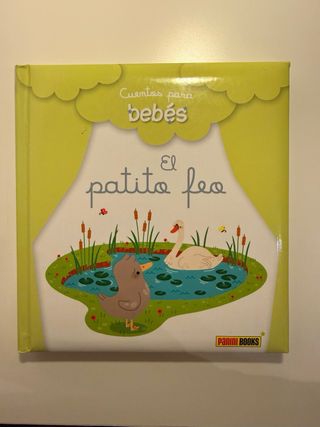 Cuentos para
bebés
El
patito feo
PANINI BOOKS